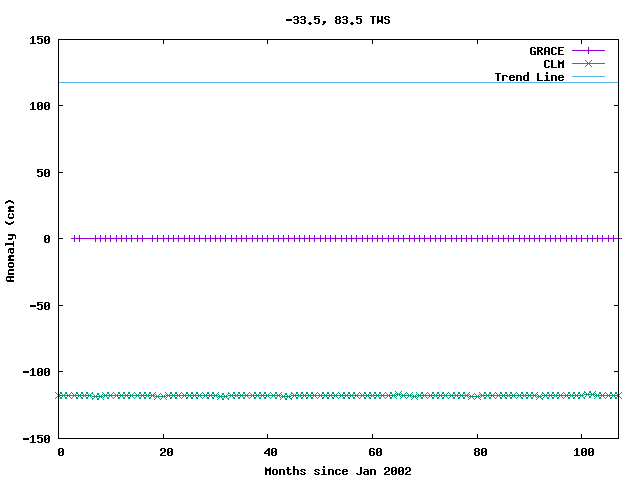 -33.5, 83.5 TWS
150
GRACE
CLM
Trend Line
100
50
0
-50
-100
-150
Anomaly (cm)
0 20 40 60 80 100
Months since Jan 2002